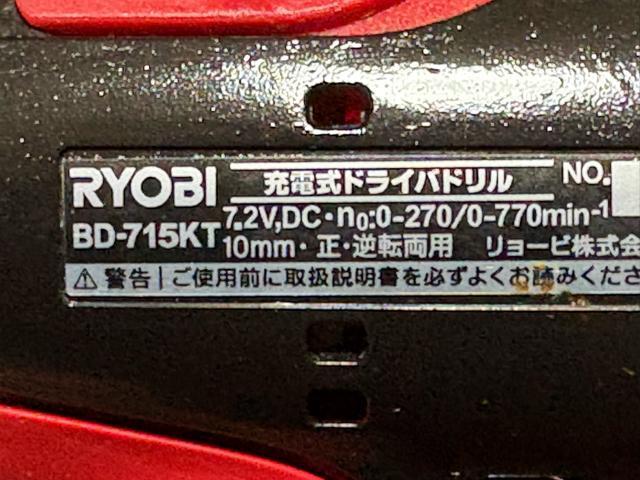 RYOBI 充電式ドライバドリル NO.
BD-715KT 7.2V,DC・n₀:0-270/0-770min⁻¹
10mm・正・逆転両用 リョービ株式会
⚠警告 ご使用前に取扱説明書を必ずよくお読みくださ